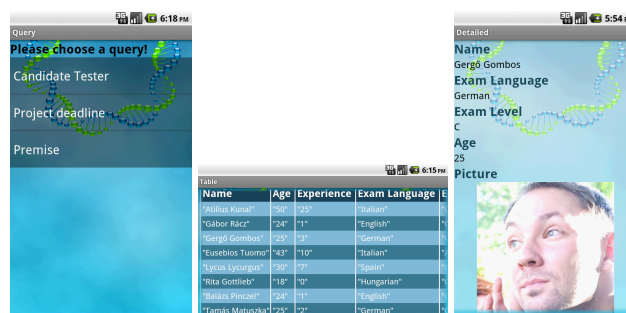 3G
6:18 PM
Query
Please choose a query!
Candidate Tester
Project deadline
Premise
3G
6:15 PM
Table
Name Age Experience Exam Language E
"Atilius Kunal" "50" "25" "Italian"
"Gábor Rácz" "24" "1" "English"
"Gergő Gombos" "25" "3" "German"
"Eusebios Tuomo" "43" "10" "Italian"
"Lycus Lycurgus" "30" "7" "Spain"
"Rita Gottlieb" "18" "0" "Hungarian"
"Balázs Pinczel" "24" "1" "English"
"Tamás Matuszka" "25" "2" "German"
3G
5:54 P
Detailed
Name
Gergő Gombos
Exam Language
German
Exam Level
C
Age
25
Picture